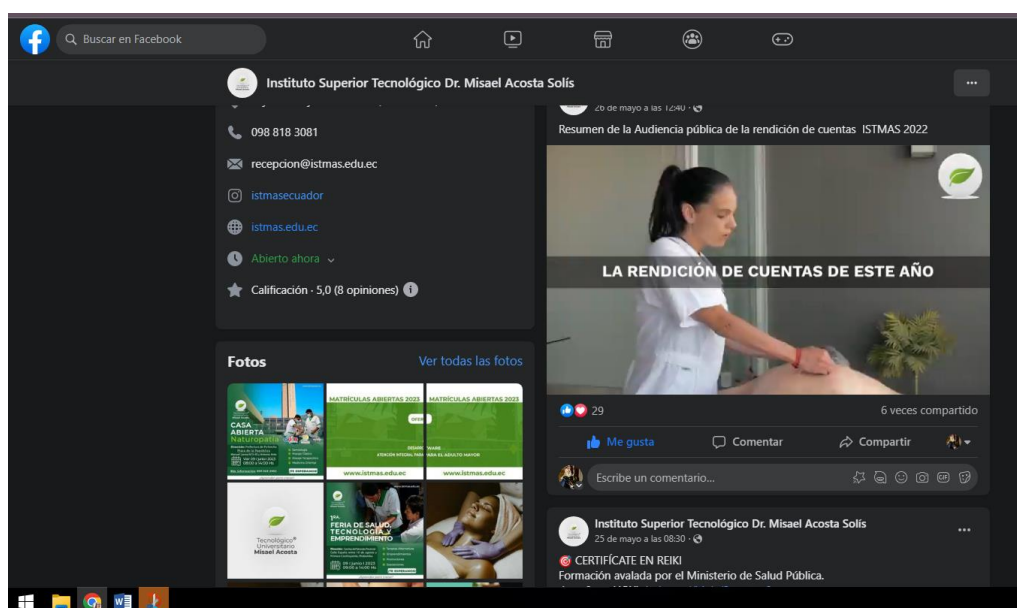 Buscar en Facebook
Instituto Superior Tecnológico Dr. Misael Acosta Solís
098 818 3081
recepcion@istmas.edu.ec
istmasecuador
istmas.edu.ec
Abierto ahora
Calificación · 5,0 (8 opiniones)
Fotos
Ver todas las fotos
CASA
ABIERTA
Naturopatía
MATRÍCULAS ABIERTAS 2023
www.istmas.edu.ec
MATRÍCULAS ABIERTAS 2023
www.istmas.edu.ec
Tecnológico
Universitario
Misael Acosta
FERIA DE SALUD,
TECNOLOGÍA Y
EMPRENDIMIENTO
26 de mayo a las 12:40
Resumen de la Audiencia pública de la rendición de cuentas ISTMAS 2022
LA RENDICIÓN DE CUENTAS DE ESTE AÑO
29
6 veces compartido
Me gusta
Comentar
Compartir
Escribe un comentario...
GIF
Instituto Superior Tecnológico Dr. Misael Acosta Solís
25 de mayo a las 08:30
CERTIFÍCATE EN REIKI
Formación avalada por el Ministerio de Salud Pública.